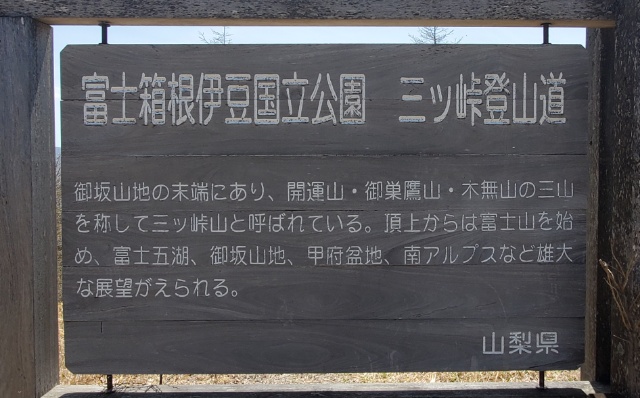 富士箱根伊豆国立公園　三ツ峠登山道
御坂山地の末端にあり、開運山・御巣鷹山・木無山の三山
を称して三ツ峠山と呼ばれている。頂上からは富士山を始
め、富士五湖、御坂山地、甲府盆地、南アルプスなど雄大
な展望がえられる。
山梨県